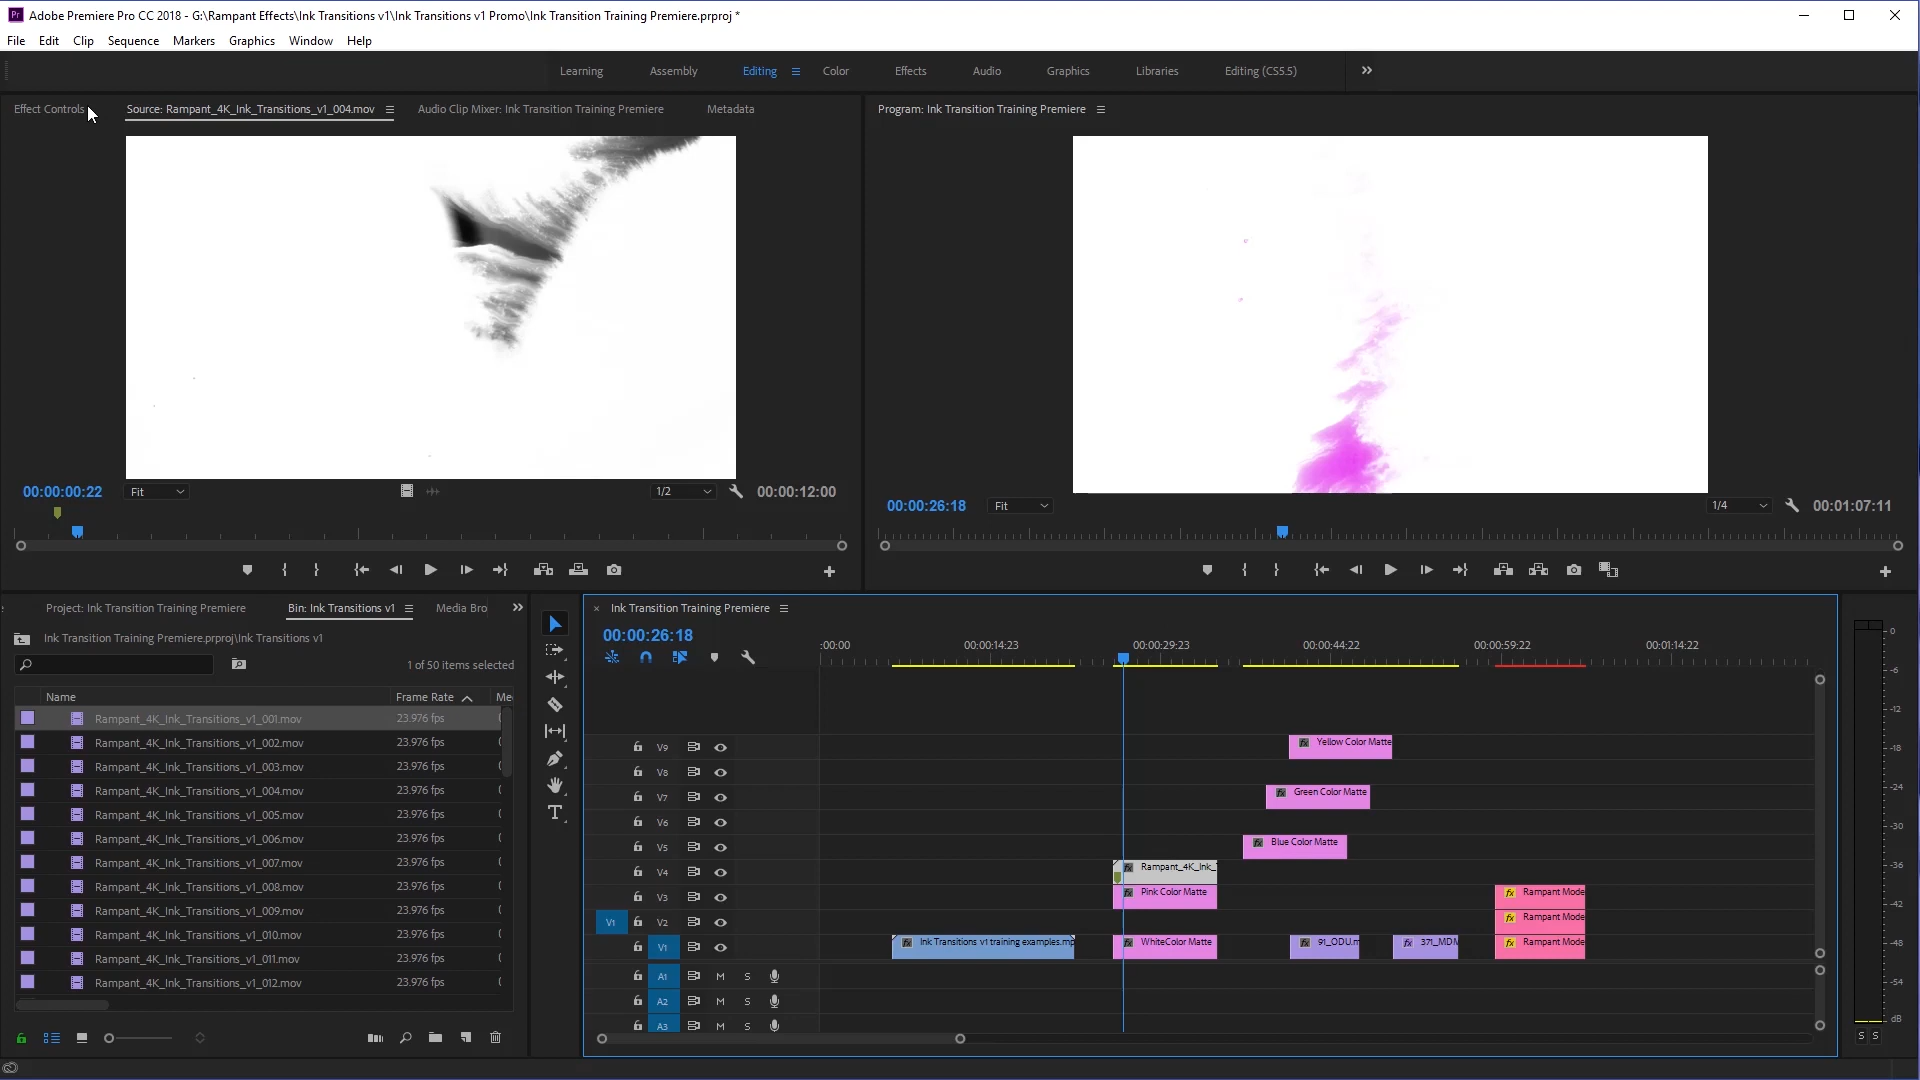 Adobe Premiere Pro CC 2018 - G:\Rampant Effects\Ink Transitions v1\Ink Transitions v1 Promo\Ink Transition Training Premiere.prproj *
File Edit Clip Sequence Markers Graphics Window Help
Learning Assembly Editing Color Effects Audio Graphics Libraries Editing (CS5.5)
Effect Controls Source: Rampant_4K_Ink_Transitions_v1_004.mov Audio Clip Mixer: Ink Transition Training Premiere Metadata
Program: Ink Transition Training Premiere
00:00:00:22 Fit 1/2 00:00:12:00
00:00:26:18 Fit 1/4 00:01:07:11
Project: Ink Transition Training Premiere Bin: Ink Transitions v1 Media Bro
Ink Transition Training Premiere.prproj\Ink Transitions v1
1 of 50 items selected
Name Frame Rate Me
Rampant_4K_Ink_Transitions_v1_001.mov 23.976 fps
Rampant_4K_Ink_Transitions_v1_002.mov 23.976 fps
Rampant_4K_Ink_Transitions_v1_003.mov 23.976 fps
Rampant_4K_Ink_Transitions_v1_004.mov 23.976 fps
Rampant_4K_Ink_Transitions_v1_005.mov 23.976 fps
Rampant_4K_Ink_Transitions_v1_006.mov 23.976 fps
Rampant_4K_Ink_Transitions_v1_007.mov 23.976 fps
Rampant_4K_Ink_Transitions_v1_008.mov 23.976 fps
Rampant_4K_Ink_Transitions_v1_009.mov 23.976 fps
Rampant_4K_Ink_Transitions_v1_010.mov 23.976 fps
Rampant_4K_Ink_Transitions_v1_011.mov 23.976 fps
Rampant_4K_Ink_Transitions_v1_012.mov 23.976 fps
Ink Transition Training Premiere
00:00:26:18
:00:00 00:00:14:23 00:00:29:23 00:00:44:22 00:00:59:22 00:01:14:22
V9 fx Yellow Color Matte
V8
V7 fx Green Color Matte
V6
V5 fx Blue Color Matte
V4 fx Rampant_4K_Ink_
V3 fx Pink Color Matte fx Rampant Mode
V1 V2 fx Rampant Mode
V1 fx Ink Transitions v1 training examples.mp fx WhiteColor Matte fx 91_ODU.m fx 371_MDM fx Rampant Mode
A1 M S
A2 M S
A3 M S
0
-6
-12
-18
-24
-30
-36
-42
-48
-54
dB
S S